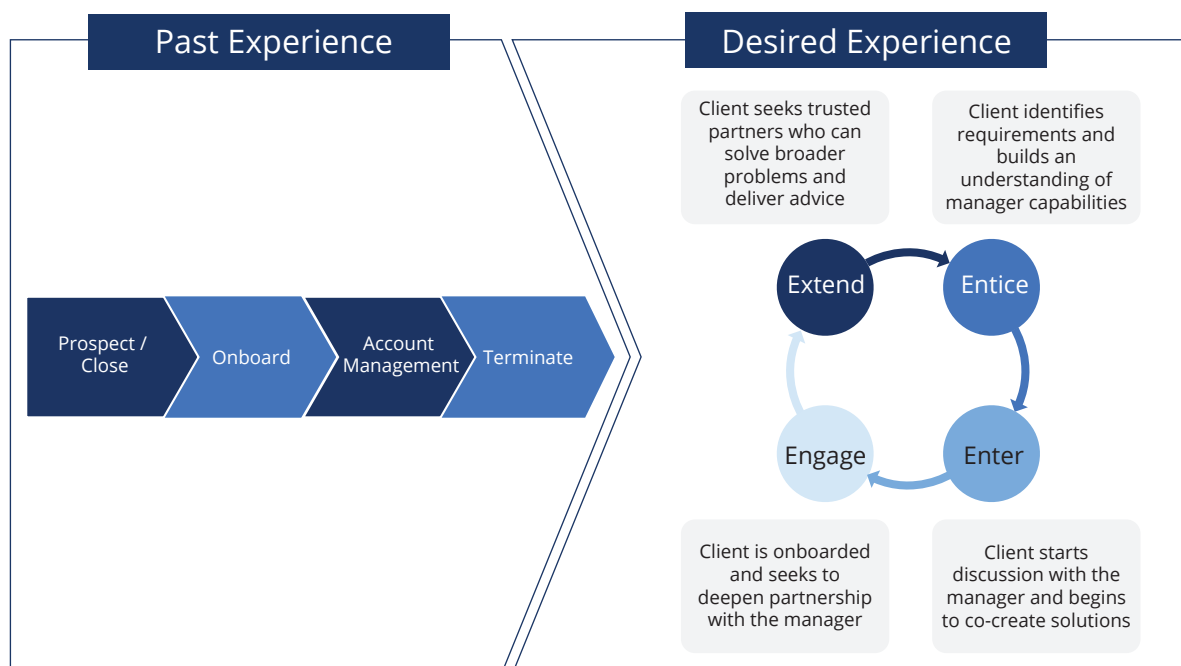 Past Experience
Prospect /
Close
Onboard
Account
Management
Terminate
Desired Experience
Client seeks trusted
partners who can
solve broader
problems and
deliver advice
Client identifies
requirements and
builds an
understanding of
manager capabilities
Extend
Entice
Engage
Enter
Client is onboarded
and seeks to
deepen partnership
with the manager
Client starts
discussion with the
manager and begins
to co-create solutions